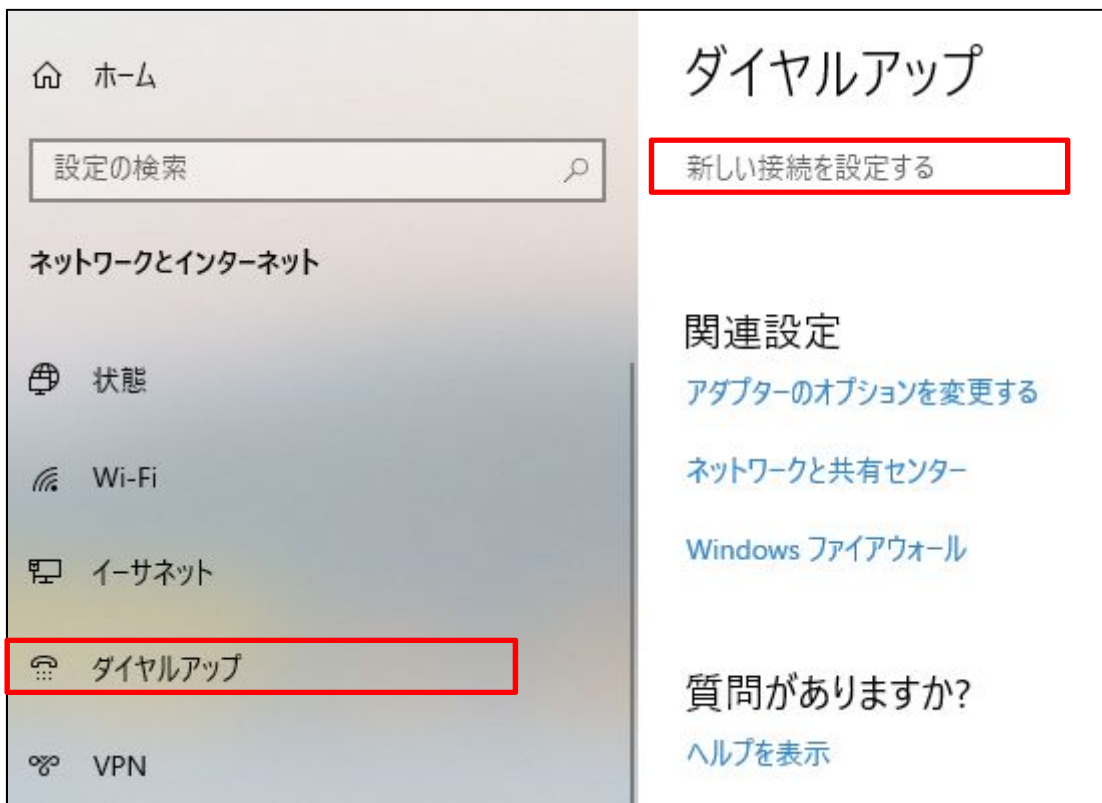 ホーム
設定の検索
ネットワークとインターネット
状態
Wi-Fi
イーサネット
ダイヤルアップ
VPN
ダイヤルアップ
新しい接続を設定する
関連設定
アダプターのオプションを変更する
ネットワークと共有センター
Windows ファイアウォール
質問がありますか?
ヘルプを表示